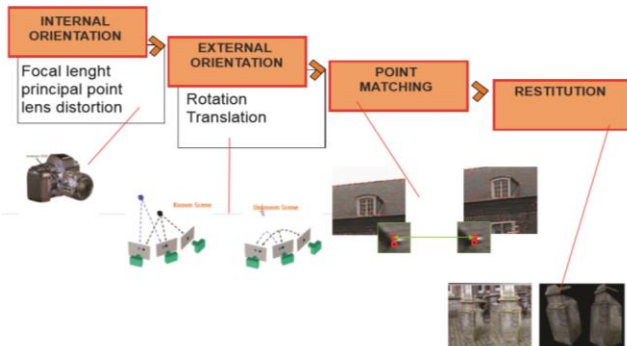 INTERNAL
ORIENTATION
Focal lenght
principal point
lens distortion
EXTERNAL
ORIENTATION
Rotation
Translation
POINT
MATCHING
RESTITUTION
Known Scene
Unknown Scene